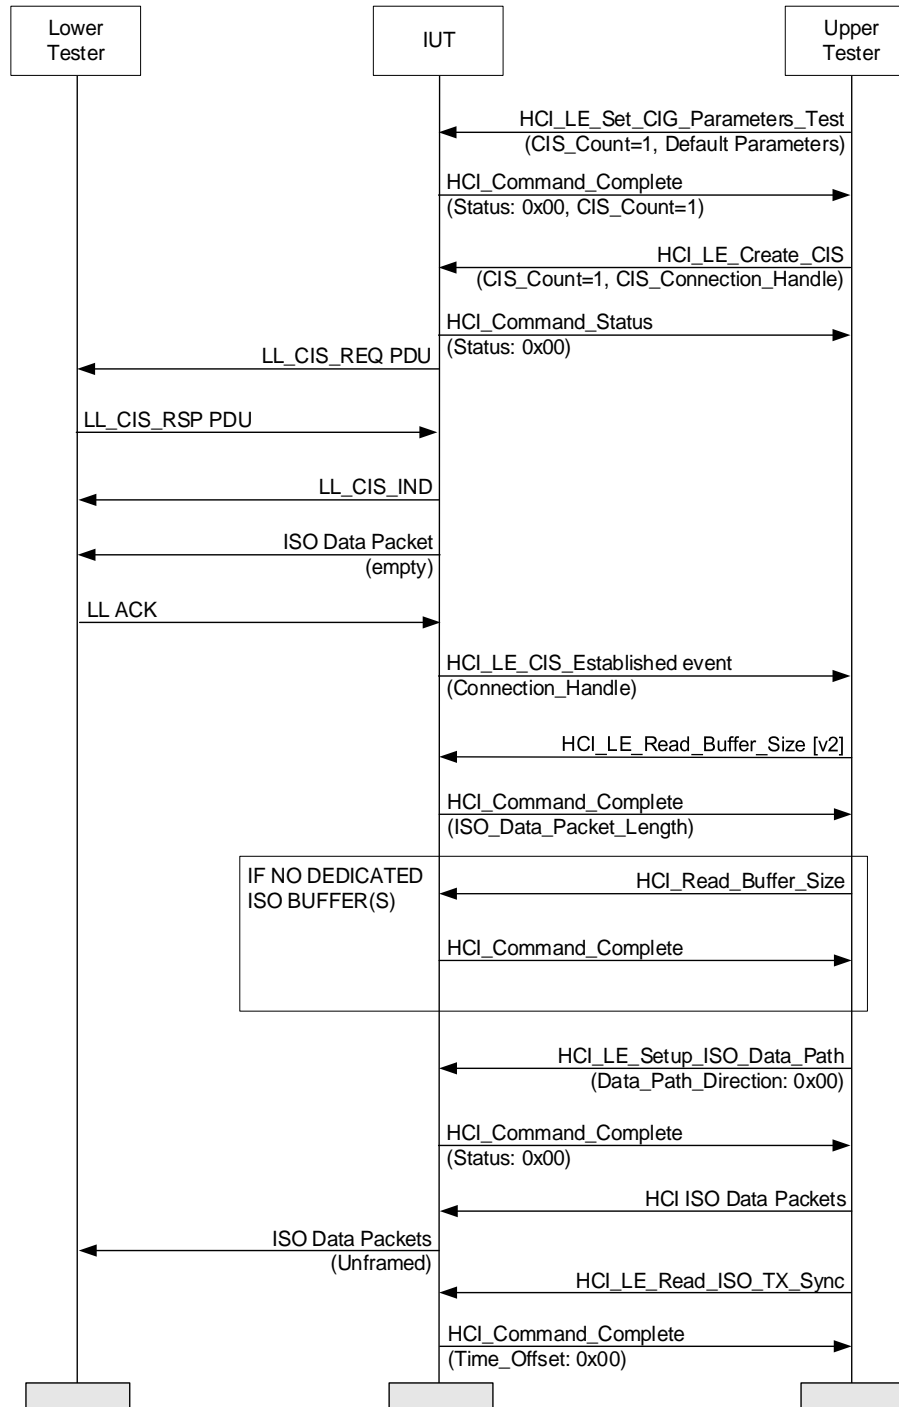 Lower
Tester
IUT
Upper
Tester
HCI_LE_Set_CIG_Parameters_Test
(CIS_Count=1, Default Parameters)
HCI_Command_Complete
(Status: 0x00, CIS_Count=1)
HCI_LE_Create_CIS
(CIS_Count=1, CIS_Connection_Handle)
HCI_Command_Status
(Status: 0x00)
LL_CIS_REQ PDU
LL_CIS_RSP PDU
LL_CIS_IND
ISO Data Packet
(empty)
LL ACK
HCI_LE_CIS_Established event
(Connection_Handle)
HCI_LE_Read_Buffer_Size [v2]
HCI_Command_Complete
(ISO_Data_Packet_Length)
IF NO DEDICATED
ISO BUFFER(S)
HCI_Read_Buffer_Size
HCI_Command_Complete
HCI_LE_Setup_ISO_Data_Path
(Data_Path_Direction: 0x00)
HCI_Command_Complete
(Status: 0x00)
HCI ISO Data Packets
ISO Data Packets
(Unframed)
HCI_LE_Read_ISO_TX_Sync
HCI_Command_Complete
(Time_Offset: 0x00)